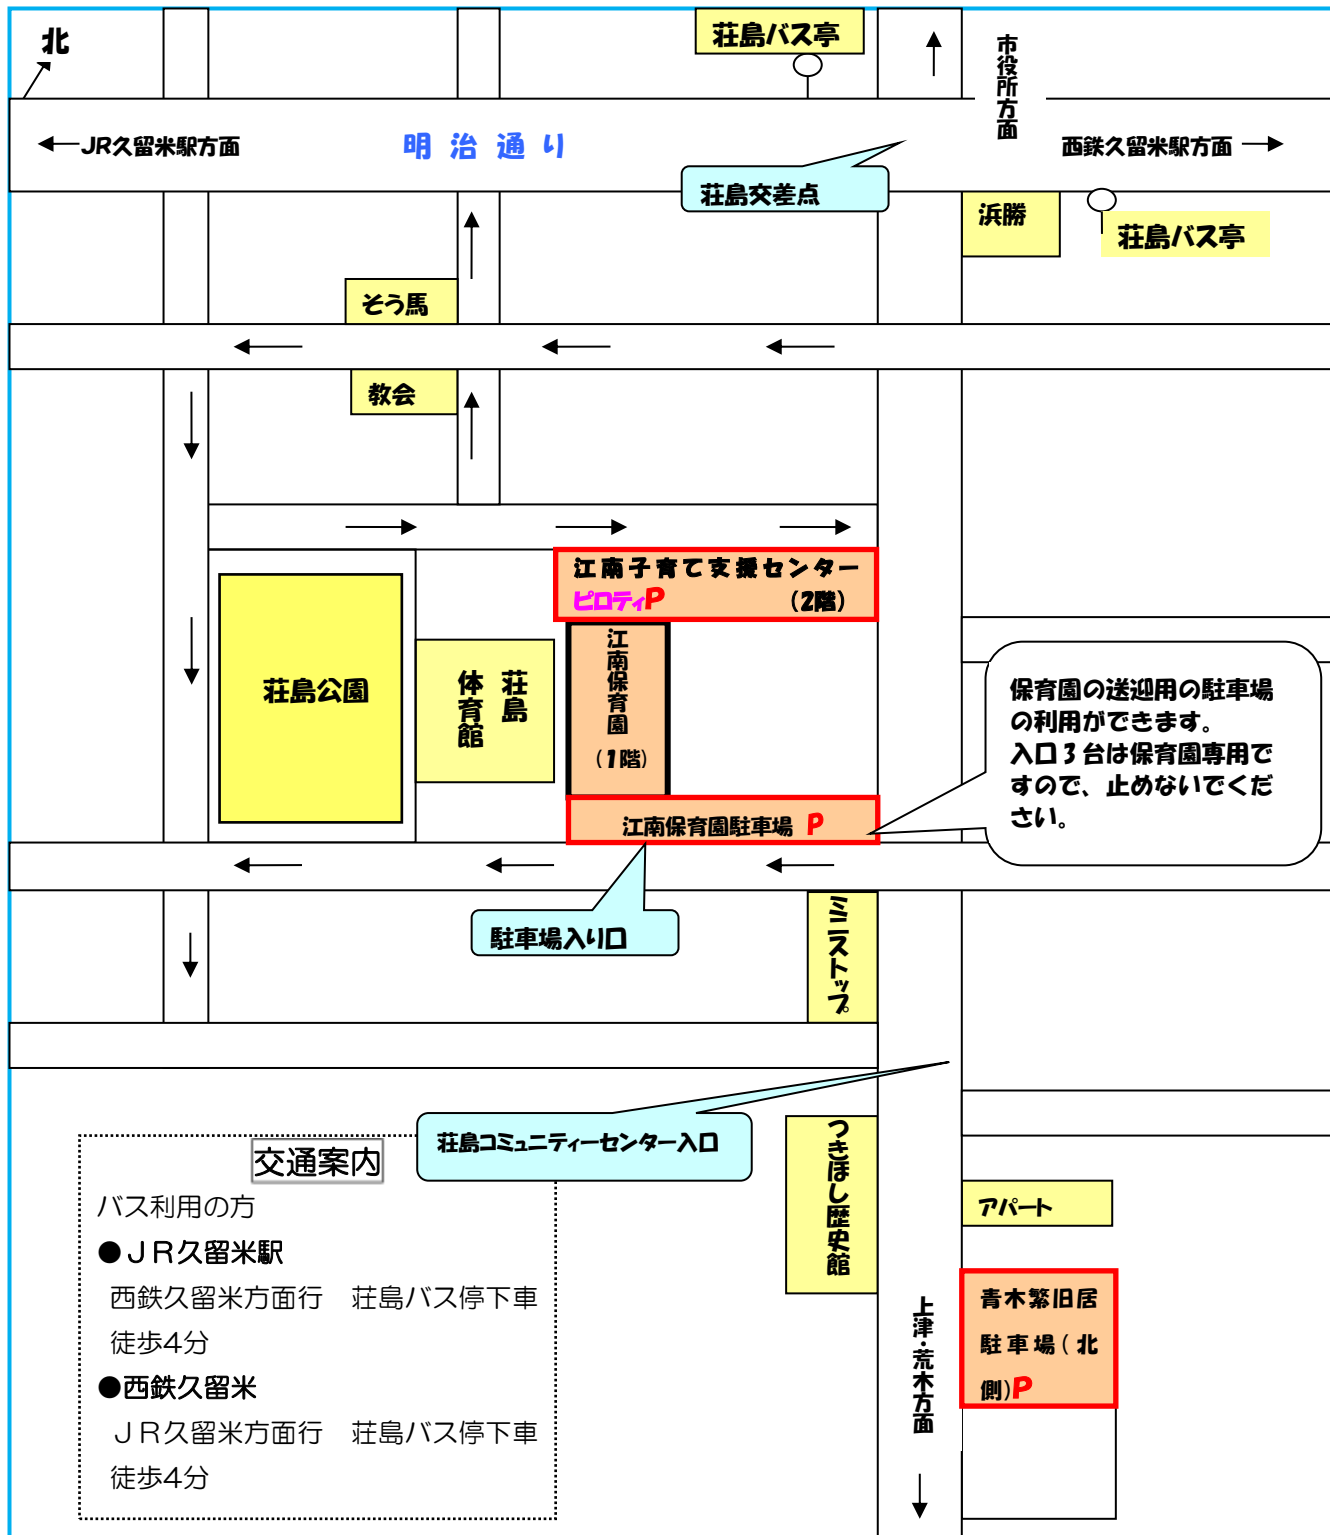 北
荘島バス亭
市役所方面
JR久留米駅方面
明治通り
西鉄久留米駅方面
荘島交差点
浜勝
荘島バス亭
そう馬
教会
江南子育て支援センター
ピロティP (2階)
江南保育園
(1階)
荘島公園
荘島
体育館
保育園の送迎用の駐車場
の利用ができます。
入口3台は保育園専用で
すので、止めないでくだ
さい。
江南保育園駐車場 P
駐車場入り口
ミニストップ
荘島コミュニティーセンター入口
つきほし歴史館
アパート
青木繁旧居
駐車場(北
側)P
上津・荒木方面
交通案内
バス利用の方
●JR久留米駅
西鉄久留米方面行 荘島バス停下車
徒歩4分
●西鉄久留米
JR久留米方面行 荘島バス停下車
徒歩4分